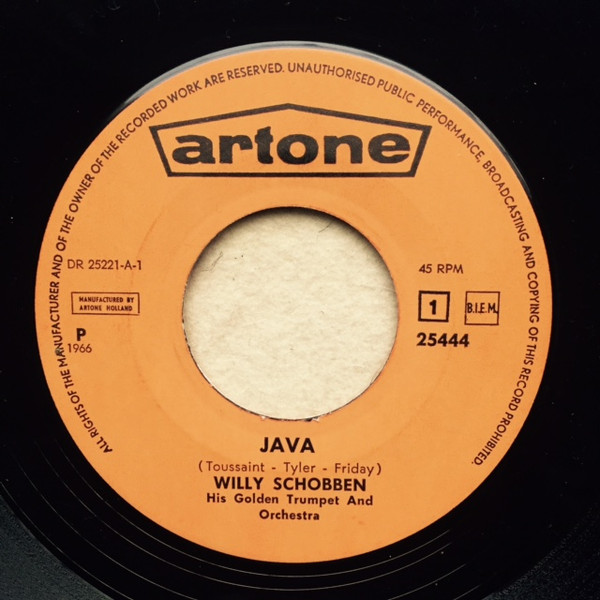 ALL RIGHTS OF THE MANUFACTURER AND OF THE OWNER OF THE RECORDED WORK ARE RESERVED. UNAUTHORISED PUBLIC PERFORMANCE, BROADCASTING AND COPYING OF THIS RECORD PROHIBITED.
artone
DR 25221-A-1
45 RPM
MANUFACTURED BY
ARTONE HOLLAND
1
B.I.E.M.
P
1966
25444
JAVA
(Toussaint - Tyler - Friday)
WILLY SCHOBBEN
His Golden Trumpet And
Orchestra